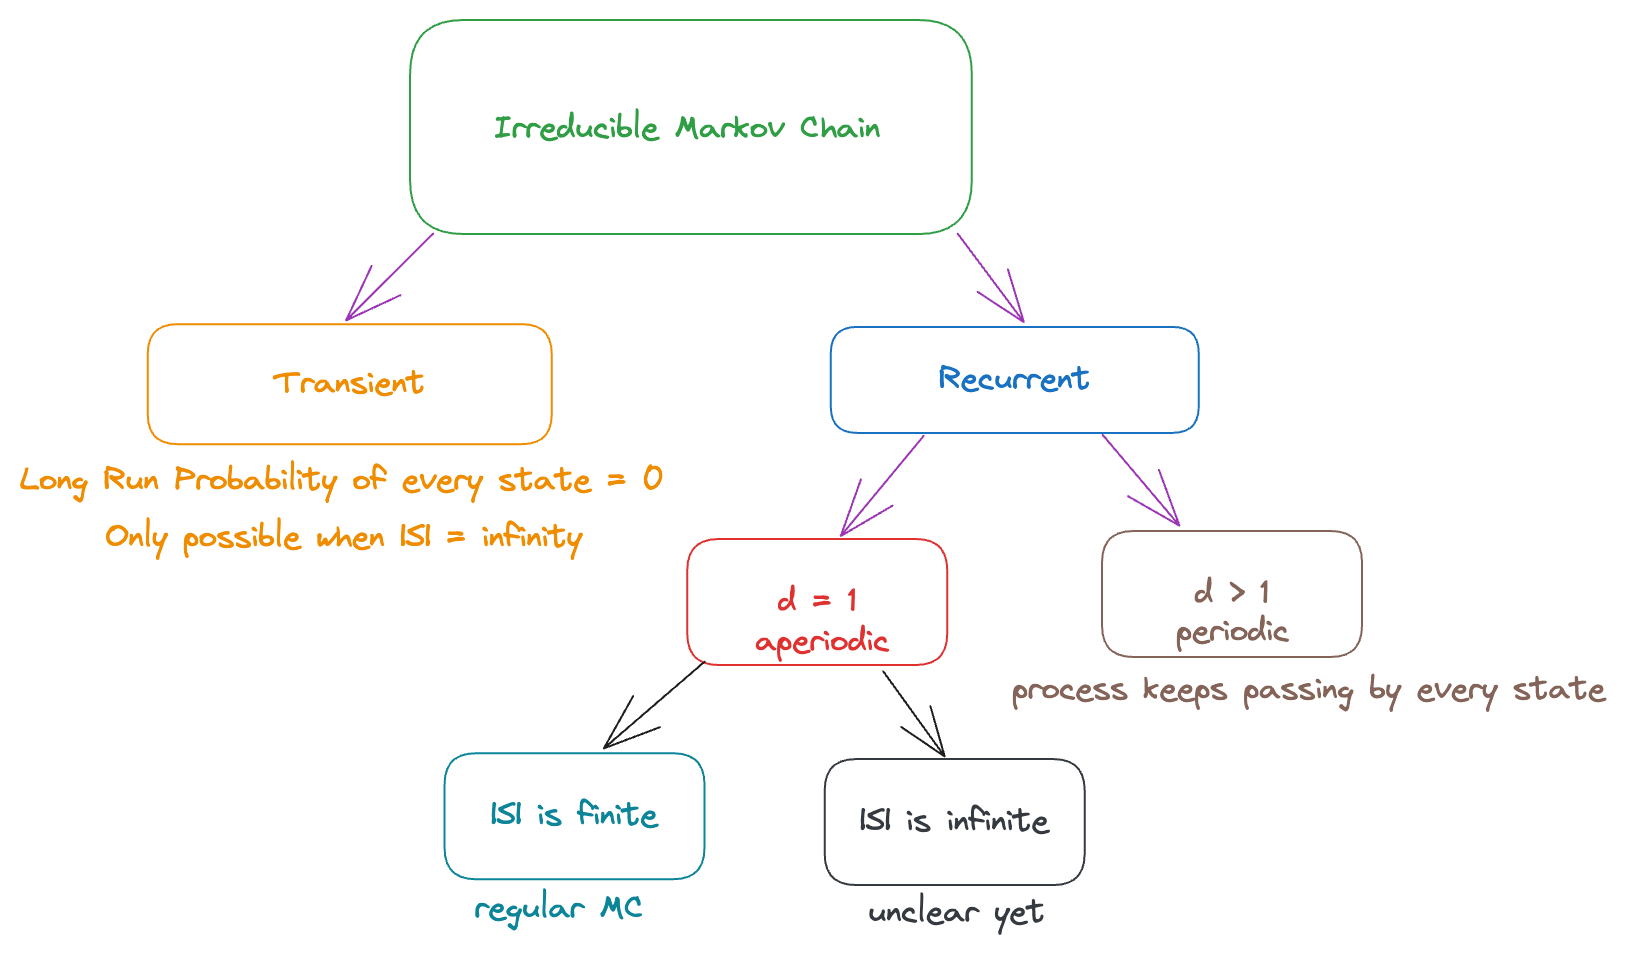 Irreducible Markov Chain
Transient
Recurrent
Long Run Probability of every state = 0
Only possible when |S| = infinity
d = 1
aperiodic
d > 1
periodic
process keeps passing by every state
|S| is finite
|S| is infinite
regular MC
unclear yet